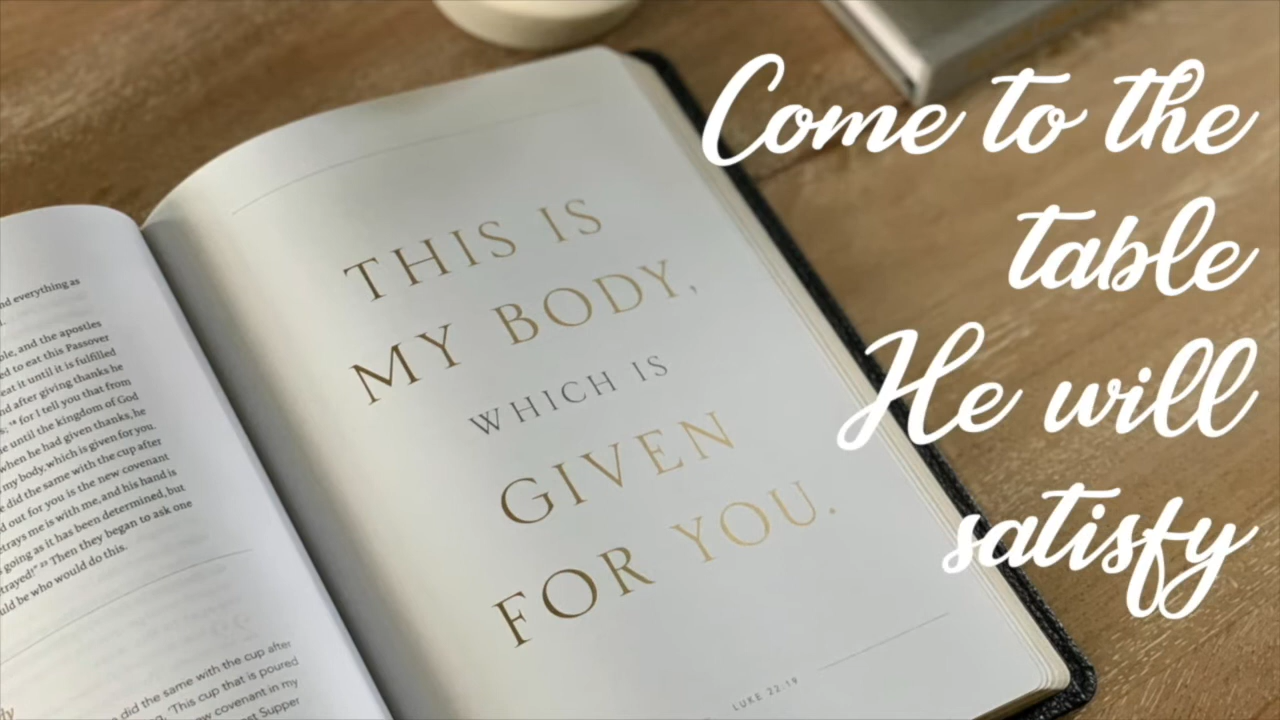 nd everything as
ple, and the apostles
ed to eat this Passover
eat it until it is fulfilled
nd after giving thanks he
s; 18 for I tell you that from
e until the kingdom of God
when he had given thanks, he
my body, which is given for you.
e did the same with the cup after
d out for you is the new covenant
trays me is with me, and his hand is
going as it has been determined, but
trayed!” 23 Then they began to ask one
uld be who would do this.
did the same with the cup after
g, ‘This cup that is poured
w covenant in my
st Supper
THIS IS
MY BODY,
WHICH IS
GIVEN
FOR YOU.
LUKE 22:19
Come to the
table
He will
satisfy